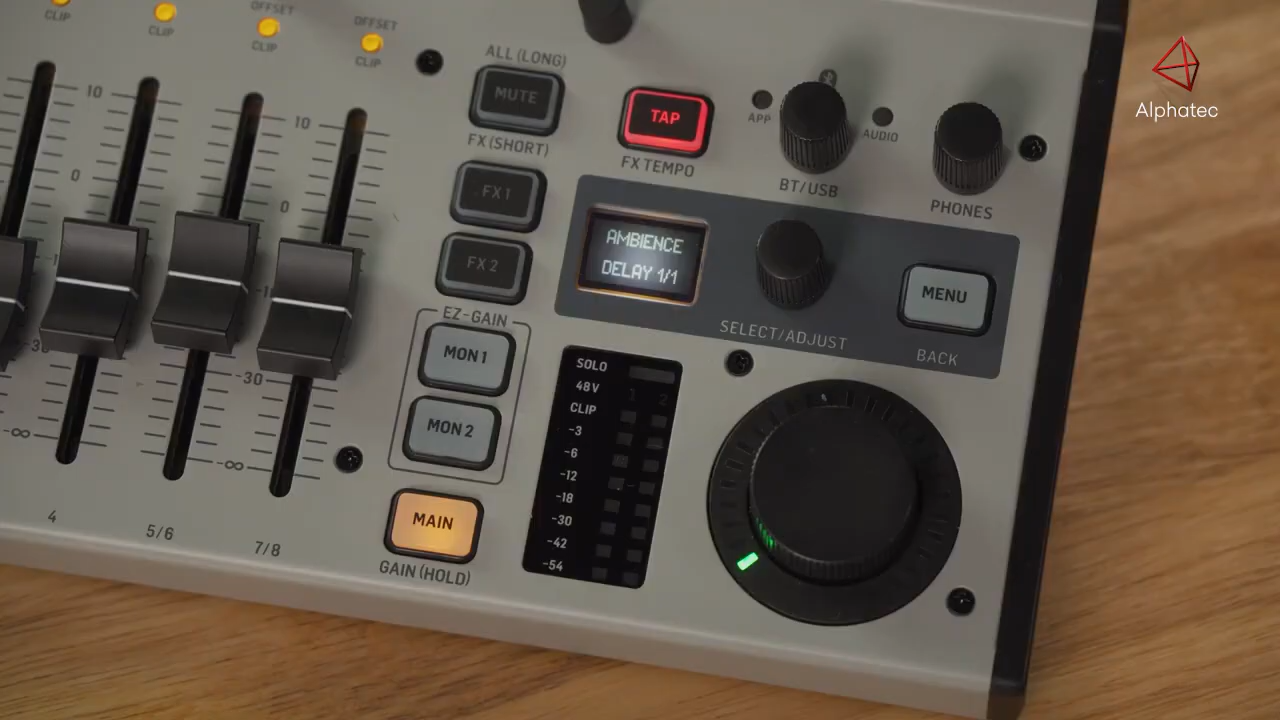 CLIP
CLIP
OFFSET
CLIP
OFFSET
CLIP
10
10
0
0
-30
-30
-∞
-∞
4
5/6
7/8
ALL (LONG)
MUTE
FX (SHORT)
FX 1
FX 2
EZ-GAIN
MON 1
MON 2
MAIN
GAIN (HOLD)
TAP
FX TEMPO
APP
AUDIO
BT/USB
PHONES
AMBIENCE
DELAY 1/1
SELECT/ADJUST
MENU
BACK
SOLO
48V
1 2
CLIP
-3
-6
-12
-18
-30
-42
-54
Alphatec